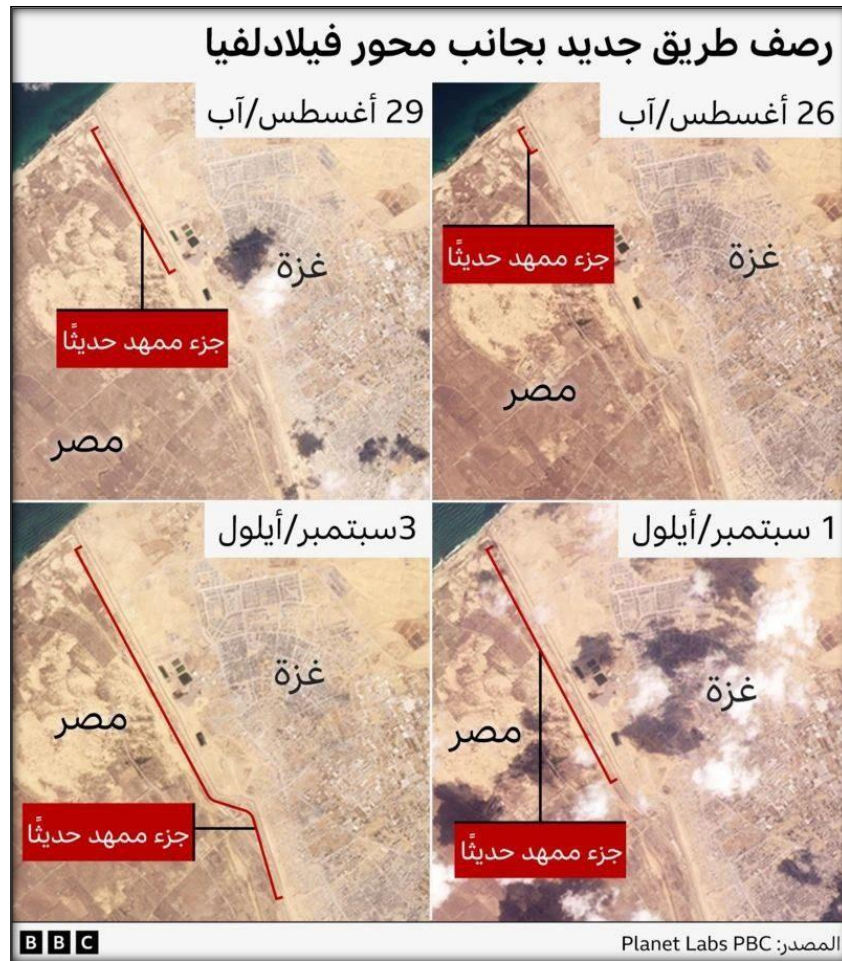 رصف طريق جديد بجانب محور فيلادلفيا
26 أغسطس/آب
جزء ممهد حديثًا
غزة
مصر
29 أغسطس/آب
غزة
جزء ممهد حديثًا
مصر
1 سبتمبر/أيلول
غزة
مصر
جزء ممهد حديثًا
3سبتمبر/أيلول
غزة
مصر
جزء ممهد حديثًا
المصدر: Planet Labs PBC
BBC